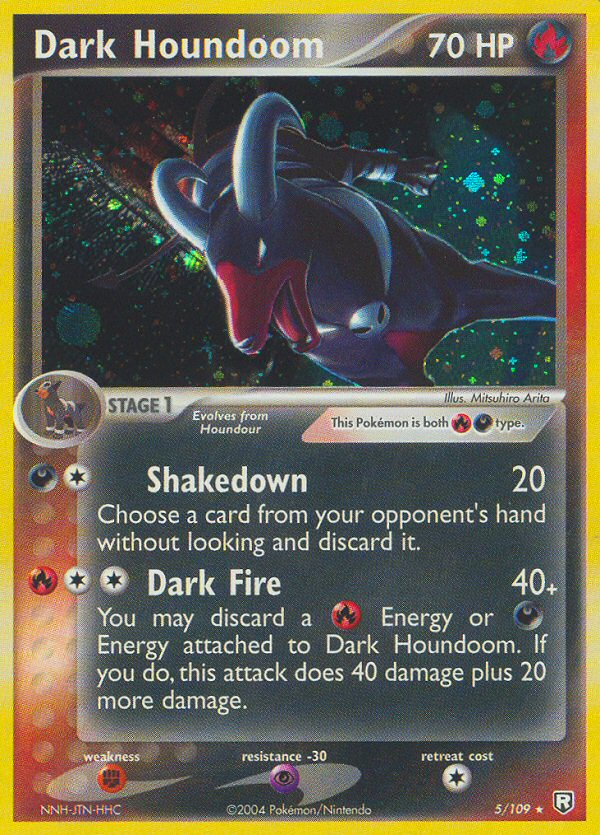 Dark Houndoom 70 HP
Illus. Mitsuhiro Arita
STAGE 1
Evolves from
Houndour
This Pokémon is both type.
Shakedown 20
Choose a card from your opponent's hand
without looking and discard it.
Dark Fire 40+
You may discard a Energy or
Energy attached to Dark Houndoom. If
you do, this attack does 40 damage plus 20
more damage.
weakness resistance -30 retreat cost
NNH-JTN-HHC ©2004 Pokémon/Nintendo 5/109 ★ R